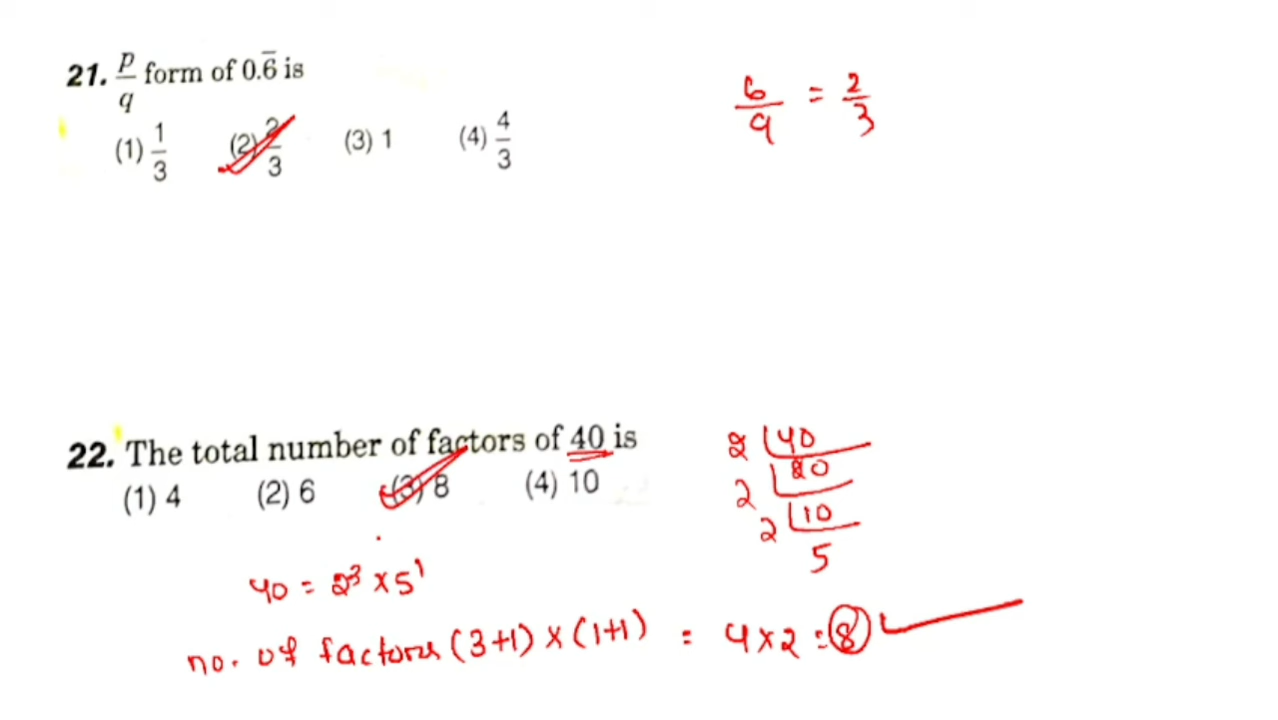 21. p/q form of 0.6̅ is
(1) 1/3 (2) 2/3 (3) 1 (4) 4/3
6/9 = 2/3
22. The total number of factors of 40 is
(1) 4 (2) 6 (3) 8 (4) 10
2 40
2 20
2 10
5
40 = 2³ × 5¹
no. of factors (3+1) × (1+1) = 4 × 2 = 8